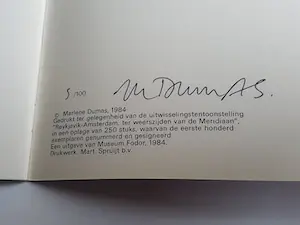 5/100 M Dumas.
© Marlene Dumas, 1984
Gedrukt ter gelegenheid van de uitwisselingstentoonstelling
"Reykjavik-Amsterdam, ter weerszijden van de Meridiaan",
in een oplage van 250 stuks, waarvan de eerste honderd
exemplaren genummerd en gesigneerd.
Een uitgave van Museum Fodor, 1984.
Drukwerk: Mart. Spruijt b.v.